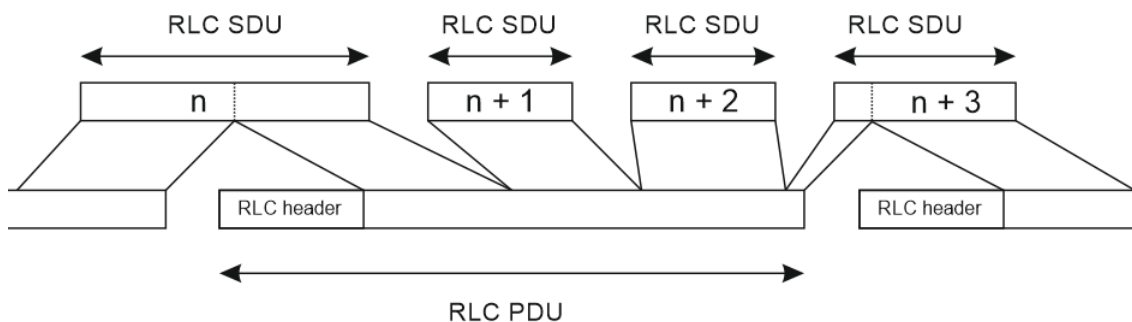 RLC SDU RLC SDU RLC SDU RLC SDU
n n + 1 n + 2 n + 3
RLC header RLC header
RLC PDU